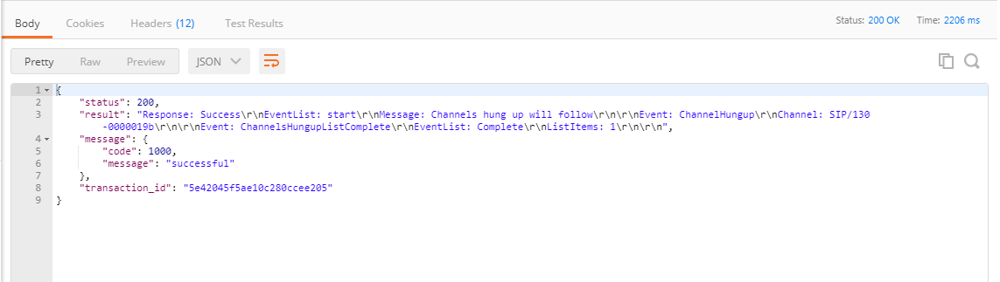 Body Cookies Headers (12) Test Results Status: 200 OK Time: 2206 ms
Pretty Raw Preview JSON
1 {
2 "status": 200,
3 "result": "Response: Success\r\nEventList: start\r\nMessage: Channels hung up will follow\r\n\r\nEvent: ChannelHungup\r\nChannel: SIP/130
-0000019b\r\n\r\nEvent: ChannelsHungupListComplete\r\nEventList: Complete\r\nListItems: 1\r\n\r\n",
4 "message": {
5 "code": 1000,
6 "message": "successful"
7 },
8 "transaction_id": "5e42045f5ae10c280ccee205"
9 }